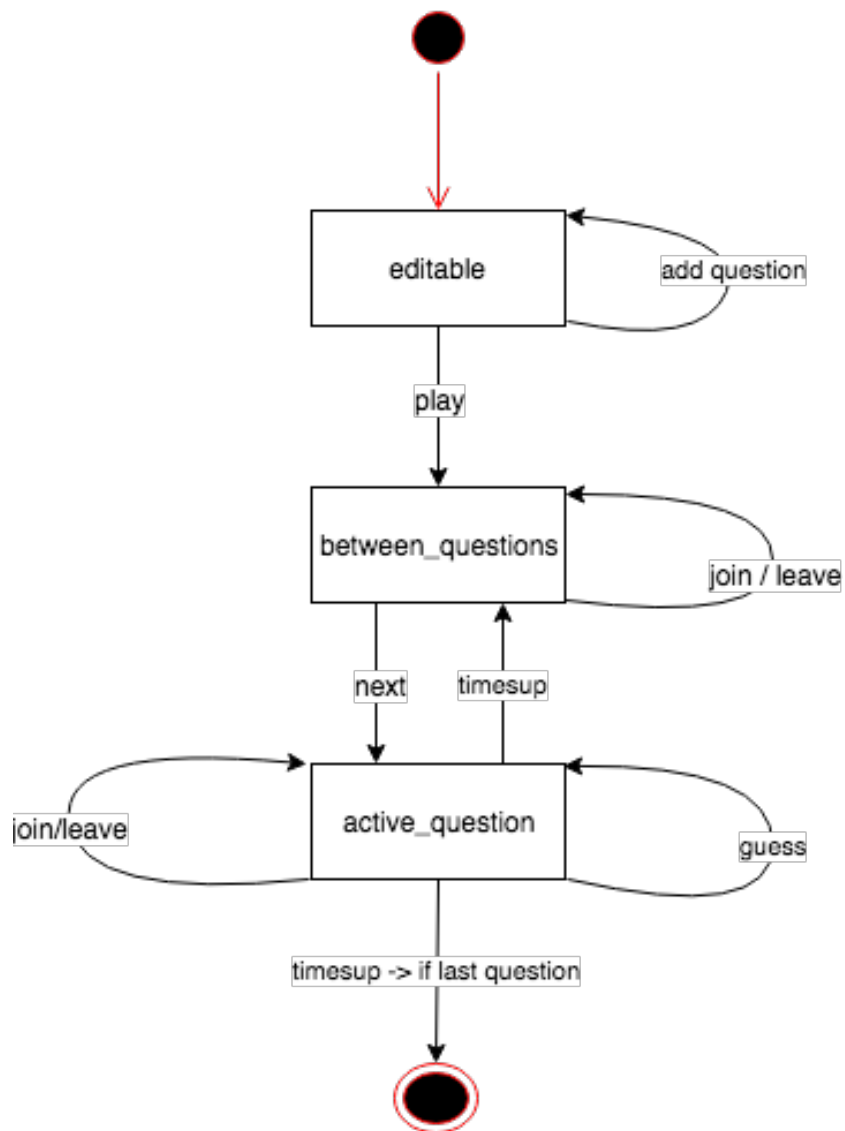 editable
add question
play
between_questions
join / leave
next
timesup
active_question
join/leave
guess
timesup -> if last question